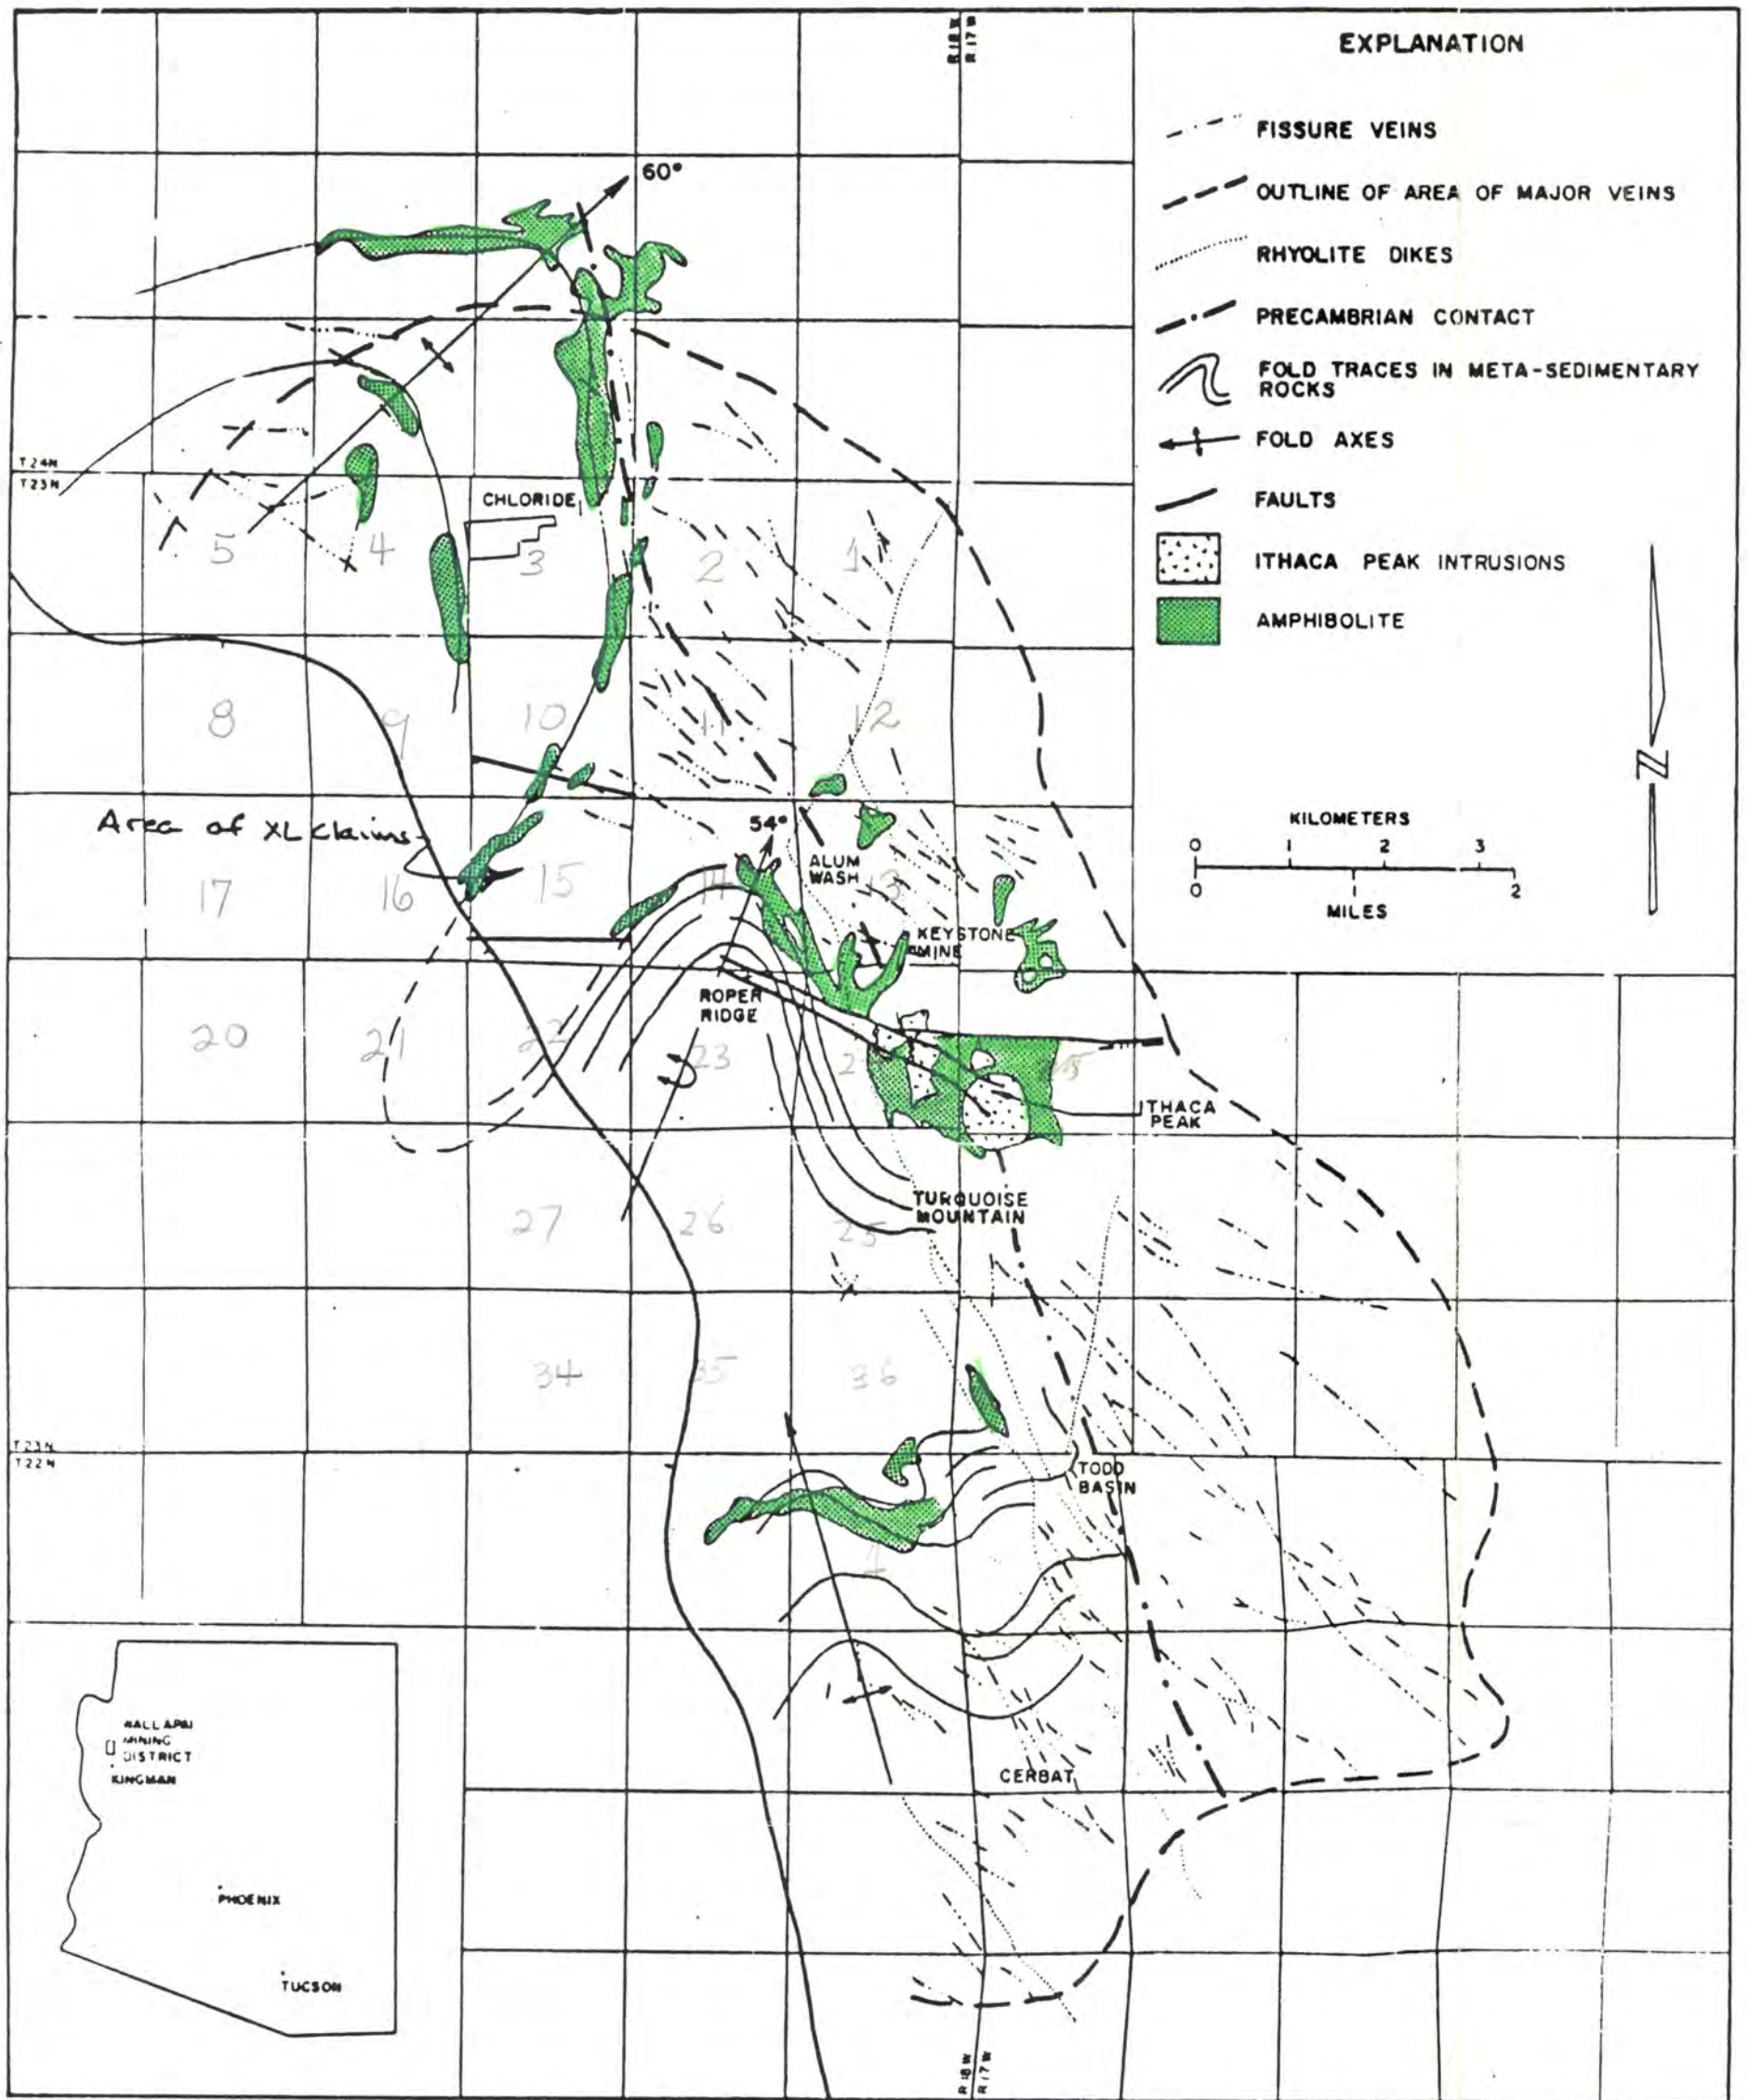 R 18 W
R 17 W
EXPLANATION
FISSURE VEINS
OUTLINE OF AREA OF MAJOR VEINS
RHYOLITE DIKES
PRECAMBRIAN CONTACT
FOLD TRACES IN META-SEDIMENTARY
ROCKS
FOLD AXES
FAULTS
ITHACA PEAK INTRUSIONS
AMPHIBOLITE
N
KILOMETERS
0 1 2 3
0 1 2
MILES
60°
T 24 N
T 23 N
CHLORIDE
5
4
3
2
1
8
9
10
11
12
Area of XL Claims
54°
ALUM
WASH
17
16
15
14
13
KEYSTONE
MINE
ROPER
RIDGE
20
21
22
23
ITHACA
PEAK
TURQUOISE
MOUNTAIN
27
26
25
34
35
36
T 23 N
T 22 N
TODD
BASIN
1
CERBAT
WALLAPAI
MINING
DISTRICT
KINGMAN
PHOENIX
TUCSON
R 18 W
R 17 W